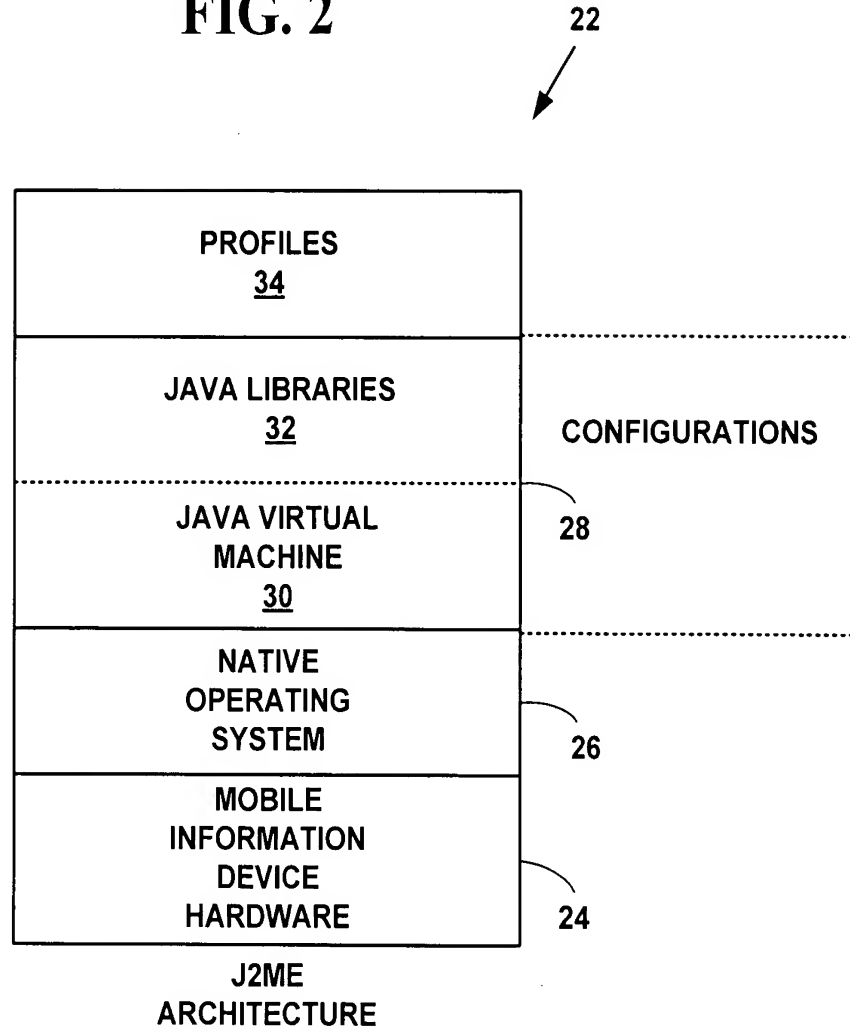 FIG. 2
22
PROFILES
34
JAVA LIBRARIES
32
CONFIGURATIONS
28
JAVA VIRTUAL
MACHINE
30
NATIVE
OPERATING
SYSTEM
26
MOBILE
INFORMATION
DEVICE
HARDWARE
24
J2ME
ARCHITECTURE